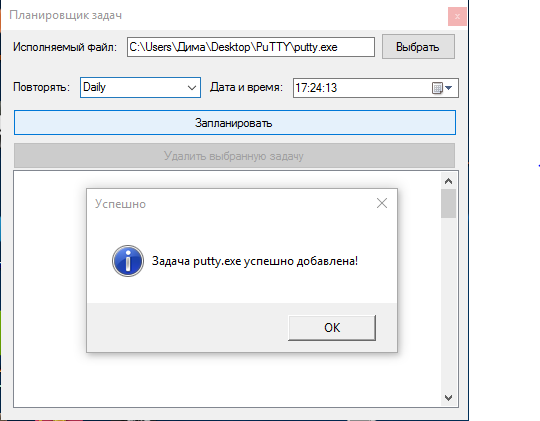 Планировщик задач
Исполняемый файл: C:\Users\Дима\Desktop\PuTTY\putty.exe Выбрать
Повторять: Daily Дата и время: 17:24:13
Запланировать
Удалить выбранную задачу
Успешно
Задача putty.exe успешно добавлена!
OK